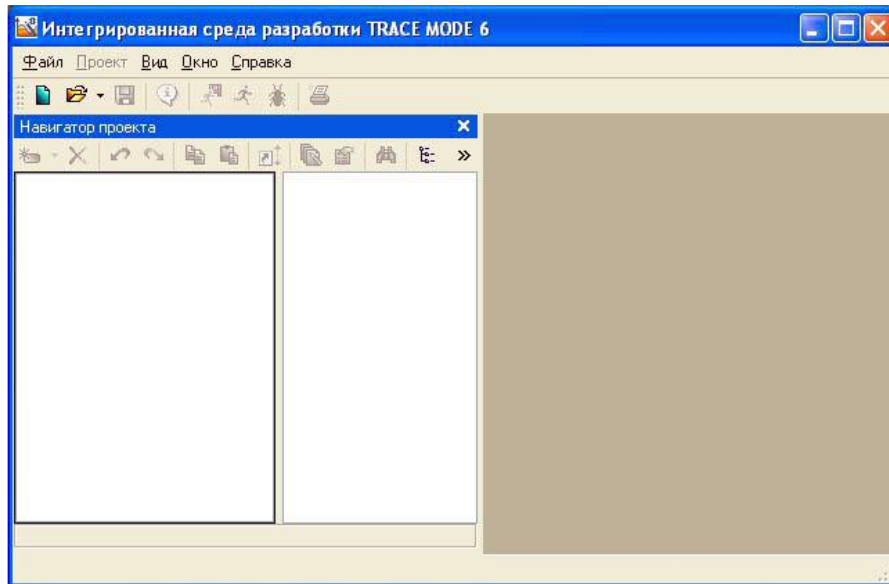 Интегрированная среда разработки TRACE MODE 6
Файл Проект Вид Окно Справка
Навигатор проекта